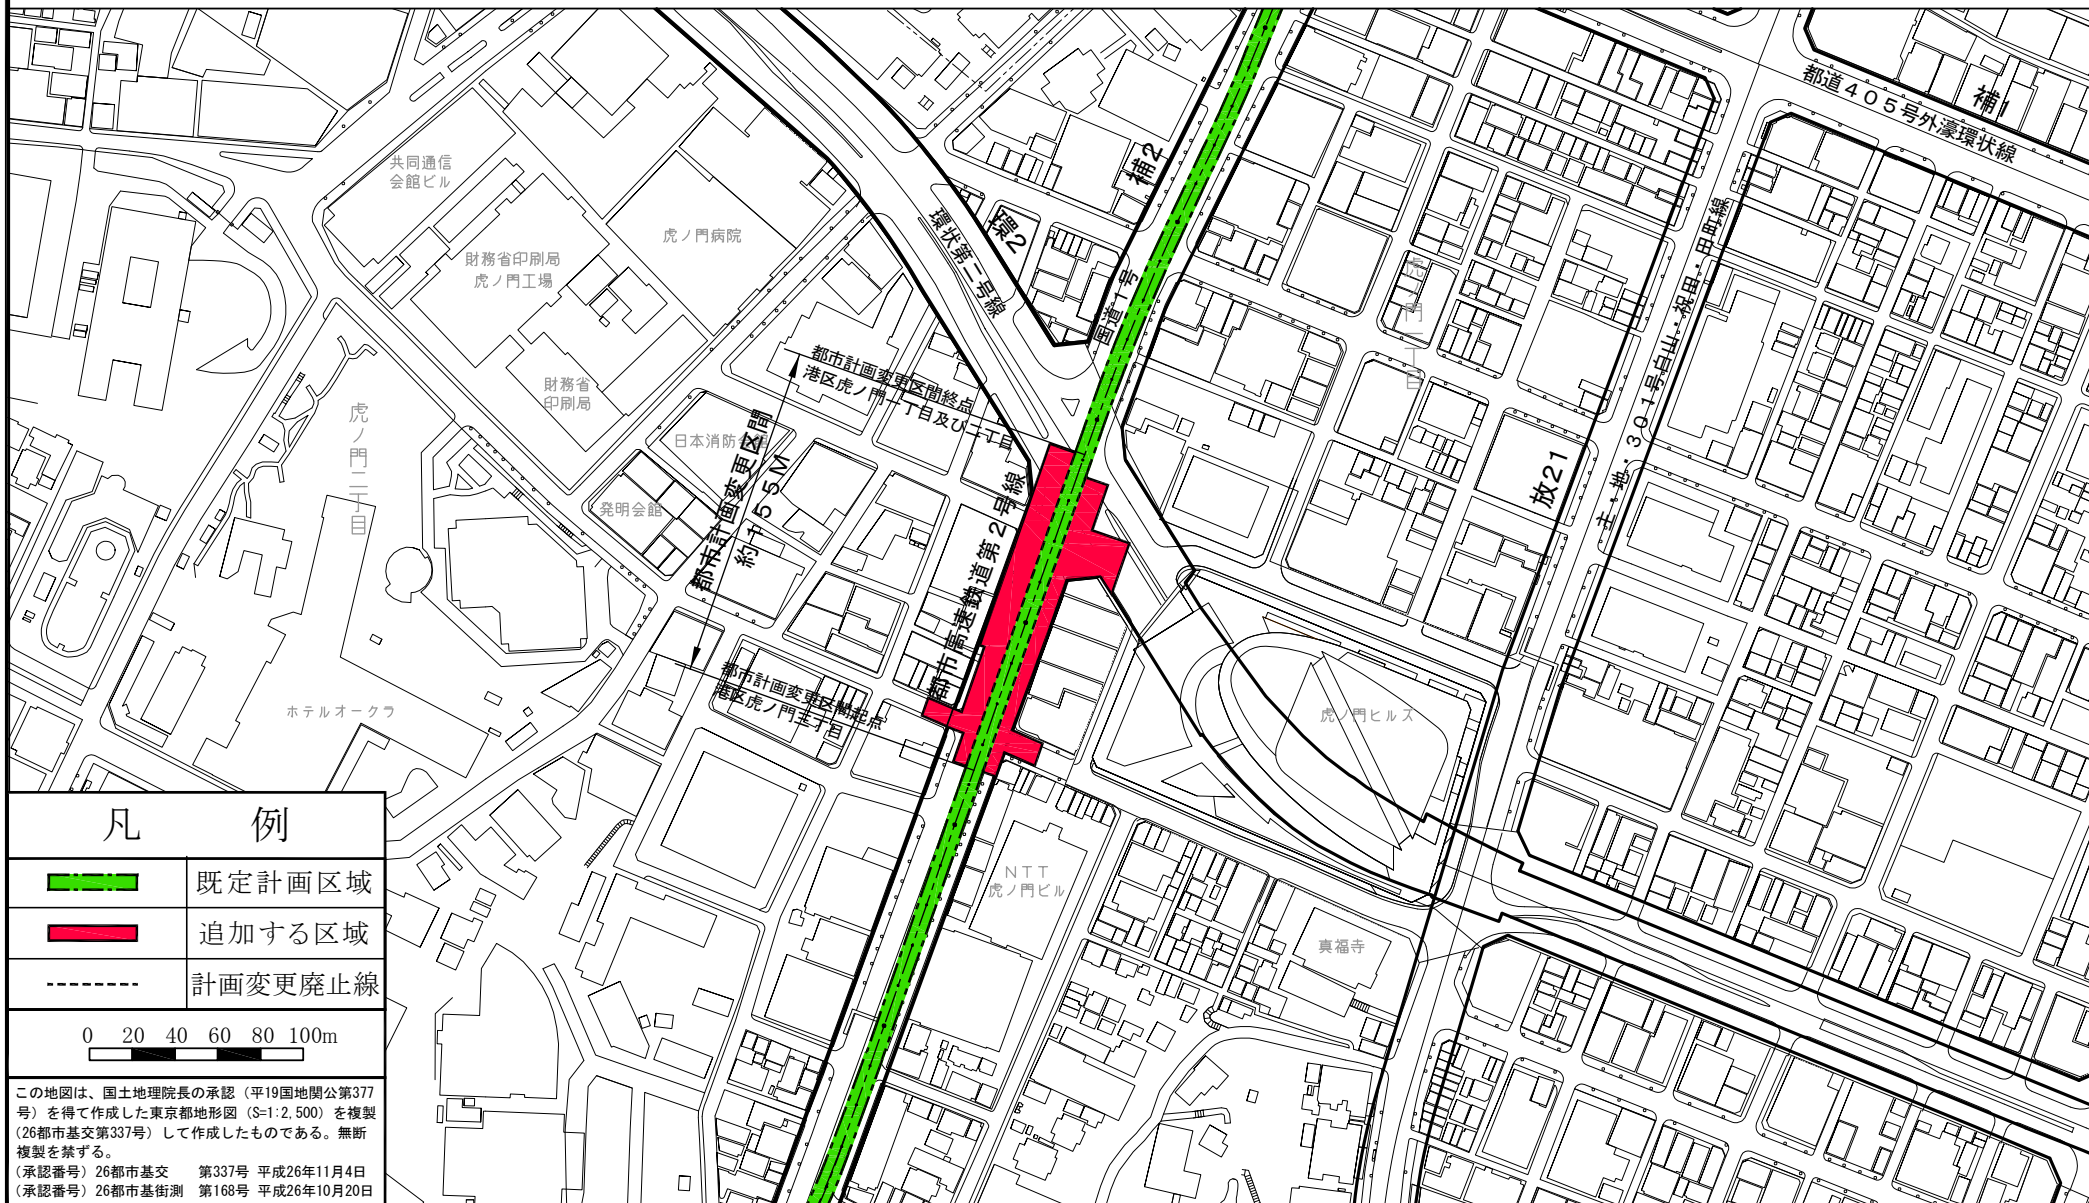 都道405号外濠環状線
補1
補2
環2
環状第二号線
国道1号
共同通信
会館ビル
虎ノ門病院
財務省印刷局
虎ノ門工場
財務省
印刷局
虎ノ門一丁目
主・地・301号白山・祝田・田町線
放21
都市計画変更区間終点
港区虎ノ門一丁目及び二丁目
虎ノ門二丁目
日本消防会館
発明会館
都市計画変更区間
約155M
都市高速鉄道第2号線
都市計画変更区間起点
港区虎ノ門三丁目
ホテルオークラ
虎ノ門ヒルズ
NTT
虎ノ門ビル
真福寺
凡 例
既定計画区域
追加する区域
計画変更廃止線
0 20 40 60 80 100m
この地図は、国土地理院長の承認（平19国地関公第377
号）を得て作成した東京都地形図（S=1:2,500）を複製
（26都市基交第337号）して作成したものである。無断
複製を禁ずる。
（承認番号）26都市基交 第337号 平成26年11月4日
（承認番号）26都市基街測 第168号 平成26年10月20日